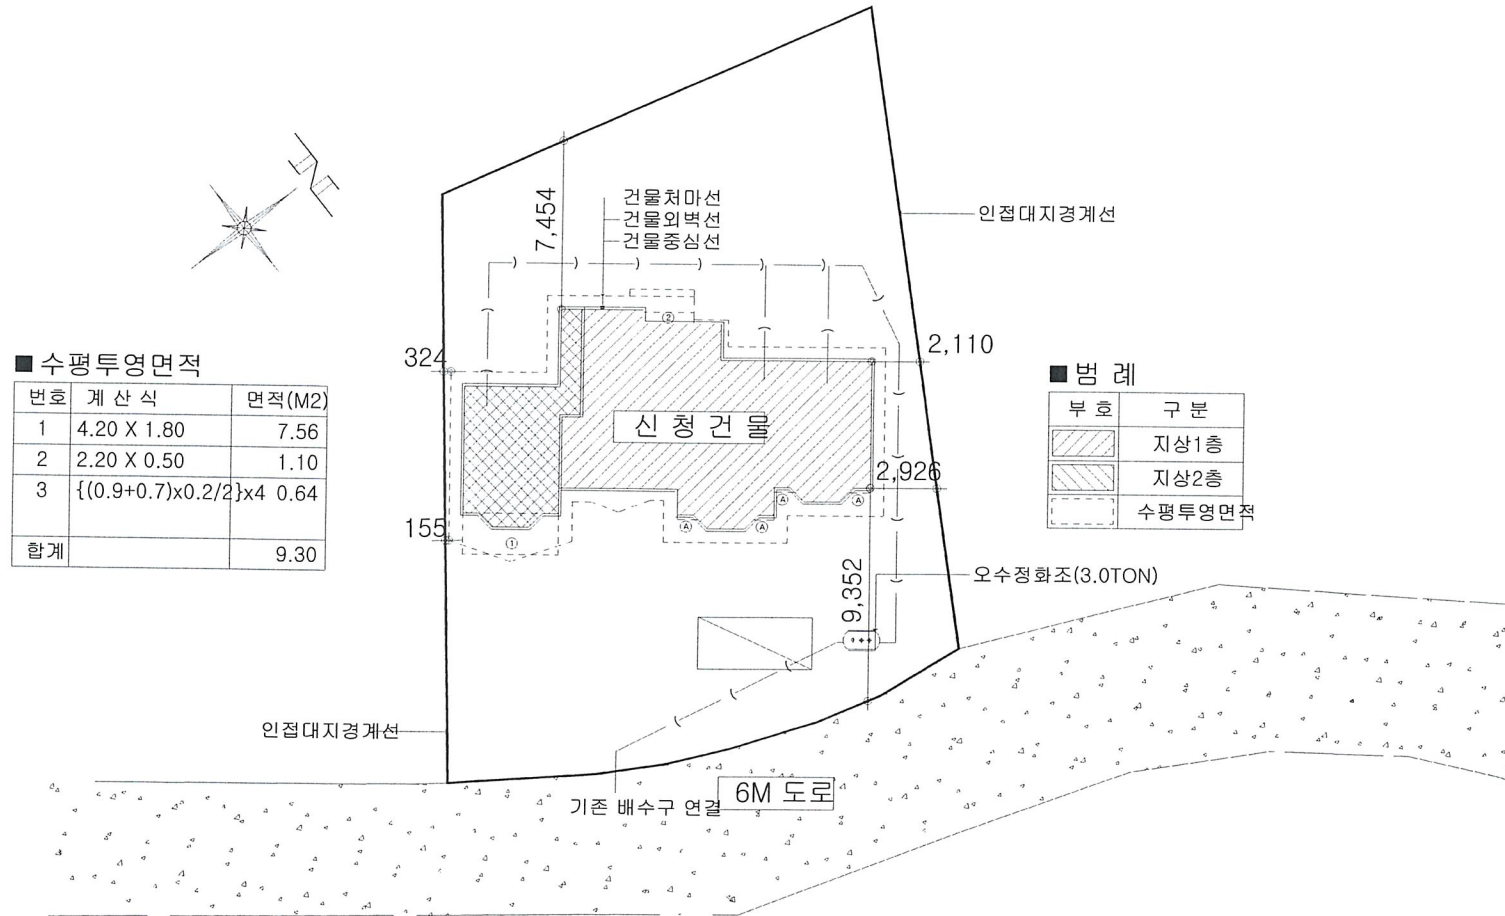 7,454
건물처마선
건물외벽선
건물중심선
인접대지경계선
324
2,110
②
신 청 건 물
2,926
155
①
Ⓐ Ⓐ Ⓐ Ⓐ
9,352
오수정화조(3.0TON)
인접대지경계선
기존 배수구 연결
6M 도로
■ 수평투영면적
번호 계 산 식 면적(M2)
1 4.20 X 1.80 7.56
2 2.20 X 0.50 1.10
3 {(0.9+0.7)x0.2/2}x4 0.64
합계 9.30
■ 범 례
부 호 구 분
지상1층
지상2층
수평투영면적